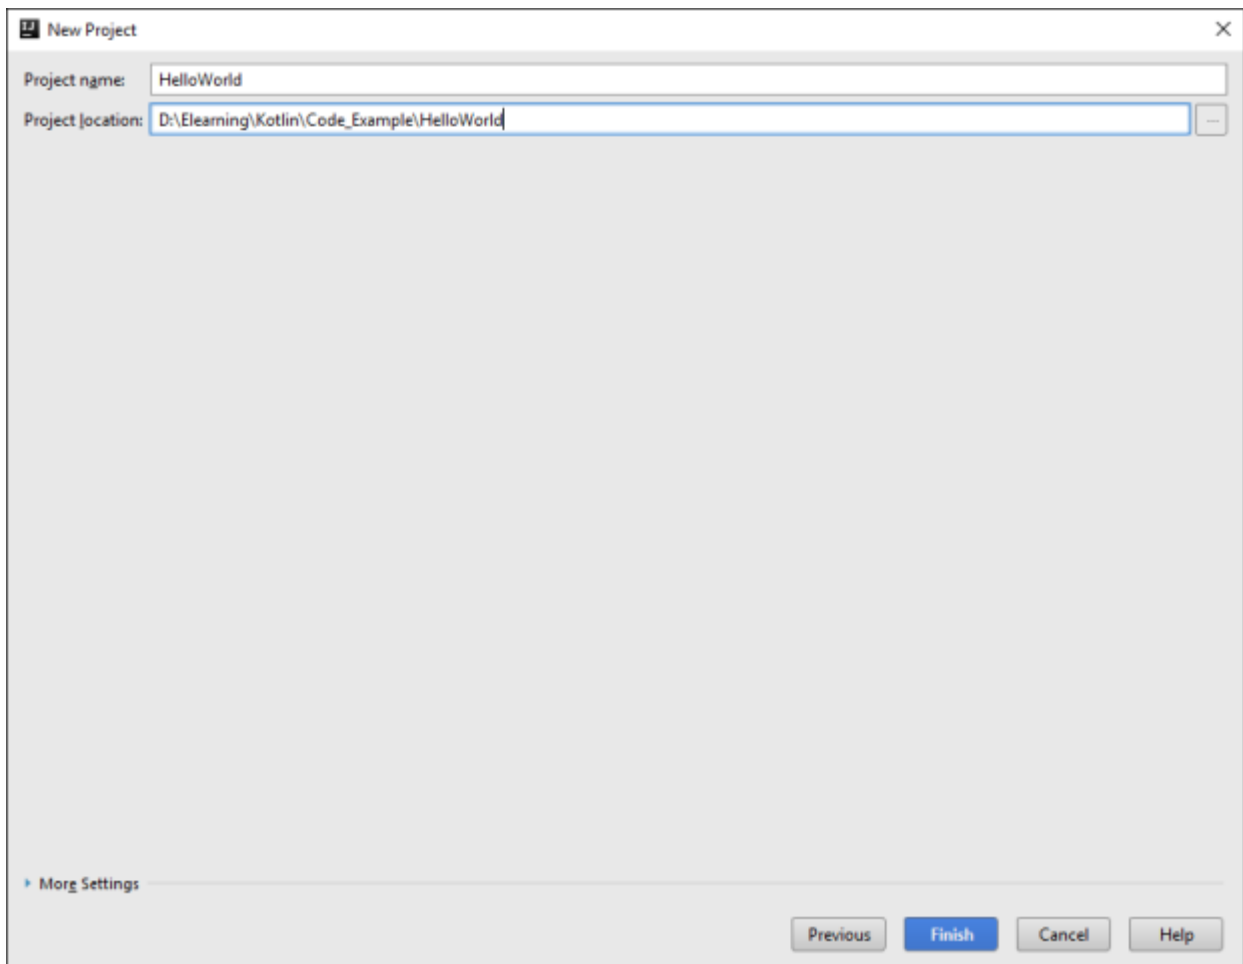 New Project
Project name: HelloWorld
Project location: D:\Elearning\Kotlin\Code_Example\HelloWorld ...
More Settings
Previous Finish Cancel Help